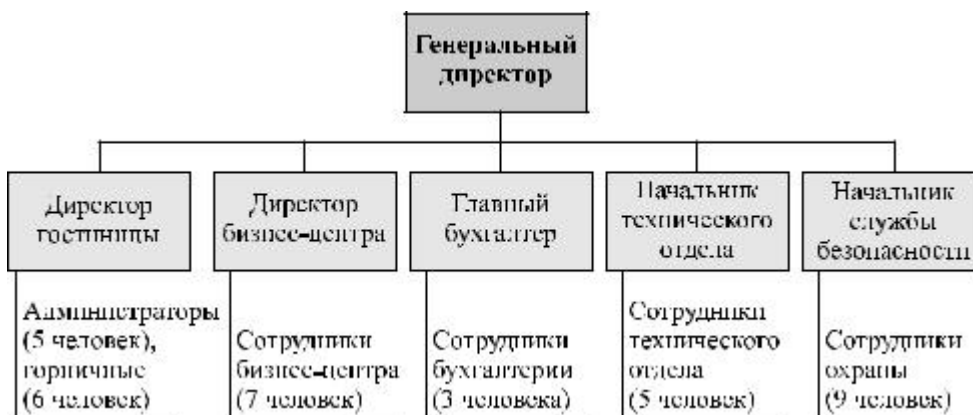 Генеральный
директор
Директор
гостиницы
Директор
бизнес-центра
Главный
бухгалтер
Начальник
технического
отдела
Начальник
службы
безопасности
Администраторы
(5 человек),
горничные
(6 человек)
Сотрудники
бизнес-центра
(7 человек)
Сотрудники
бухгалтерии
(3 человека)
Сотрудники
технического
отдела
(5 человек)
Сотрудники
охраны
(9 человек)